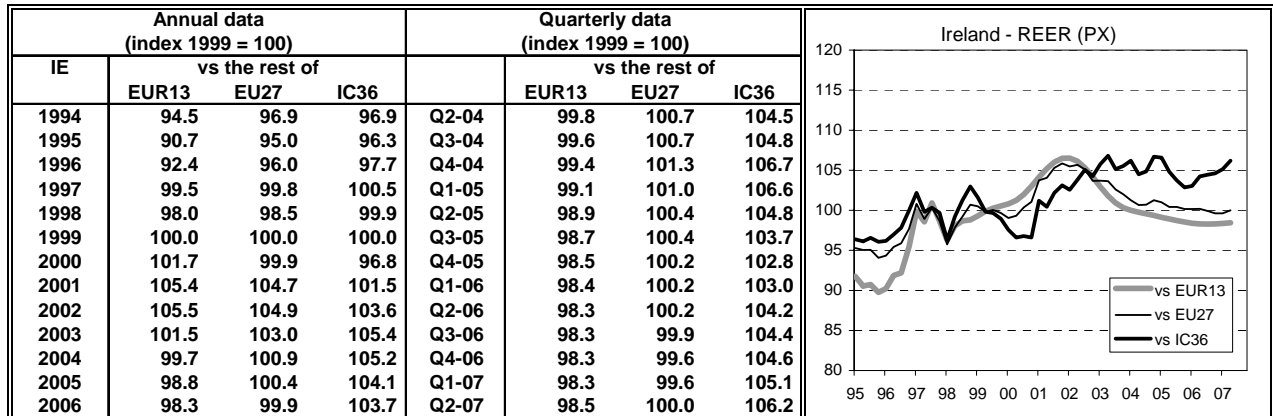 Annual data Quarterly data
(index 1999 = 100) (index 1999 = 100)
IE vs the rest of vs the rest of
EUR13 EU27 IC36 EUR13 EU27 IC36
1994 94.5 96.9 96.9 Q2-04 99.8 100.7 104.5
1995 90.7 95.0 96.3 Q3-04 99.6 100.7 104.8
1996 92.4 96.0 97.7 Q4-04 99.4 101.3 106.7
1997 99.5 99.8 100.5 Q1-05 99.1 101.0 106.6
1998 98.0 98.5 99.9 Q2-05 98.9 100.4 104.8
1999 100.0 100.0 100.0 Q3-05 98.7 100.4 103.7
2000 101.7 99.9 96.8 Q4-05 98.5 100.2 102.8
2001 105.4 104.7 101.5 Q1-06 98.4 100.2 103.0
2002 105.5 104.9 103.6 Q2-06 98.3 100.2 104.2
2003 101.5 103.0 105.4 Q3-06 98.3 99.9 104.4
2004 99.7 100.9 105.2 Q4-06 98.3 99.6 104.6
2005 98.8 100.4 104.1 Q1-07 98.3 99.6 105.1
2006 98.3 99.9 103.7 Q2-07 98.5 100.0 106.2
Ireland - REER (PX)
120
115
110
105
100
95
90
85
80
vs EUR13
vs EU27
vs IC36
95 96 97 97 98 99 00 01 02 02 03 04 05 06 07